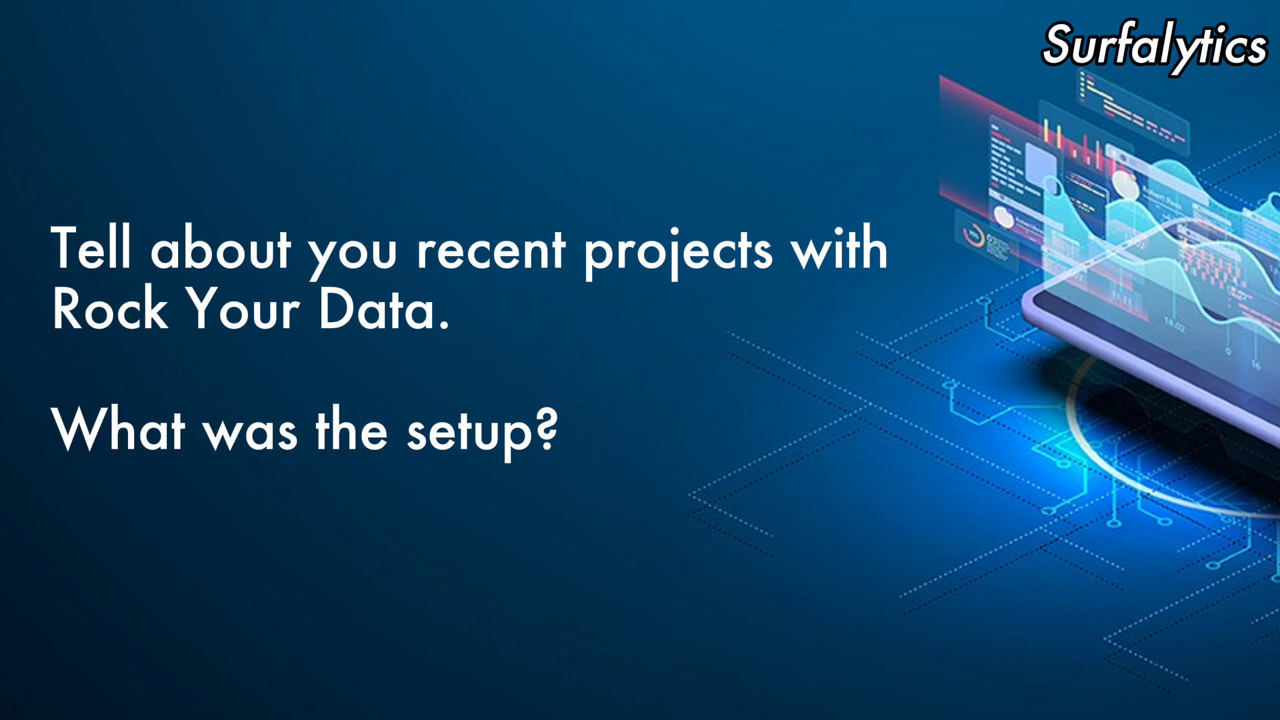 Surfalytics
Tell about you recent projects with
Rock Your Data.
What was the setup?